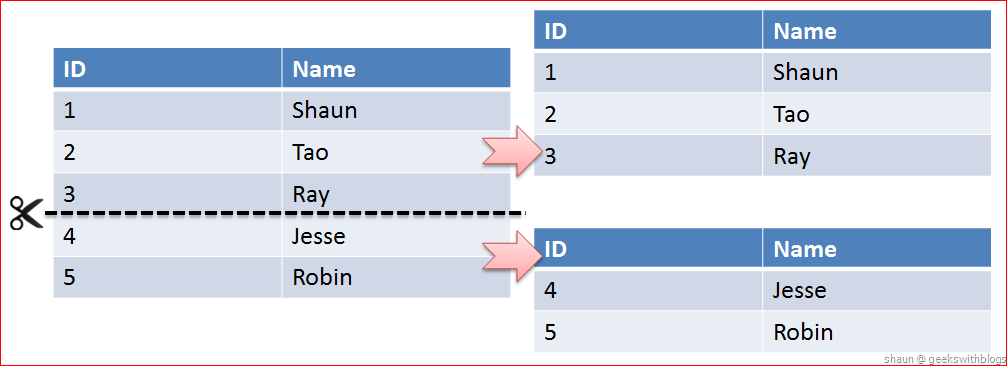 ID Name
1 Shaun
2 Tao
3 Ray
4 Jesse
5 Robin
ID Name
1 Shaun
2 Tao
3 Ray
ID Name
4 Jesse
5 Robin
shaun @ geekswithblogs